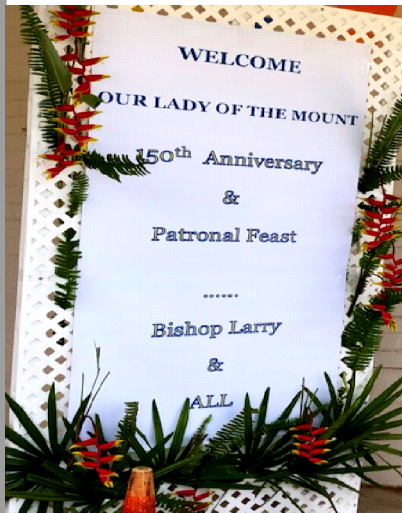 WELCOME
OUR LADY OF THE MOUNT
150th Anniversary
&
Patronal Feast
......
Bishop Larry
&
ALL